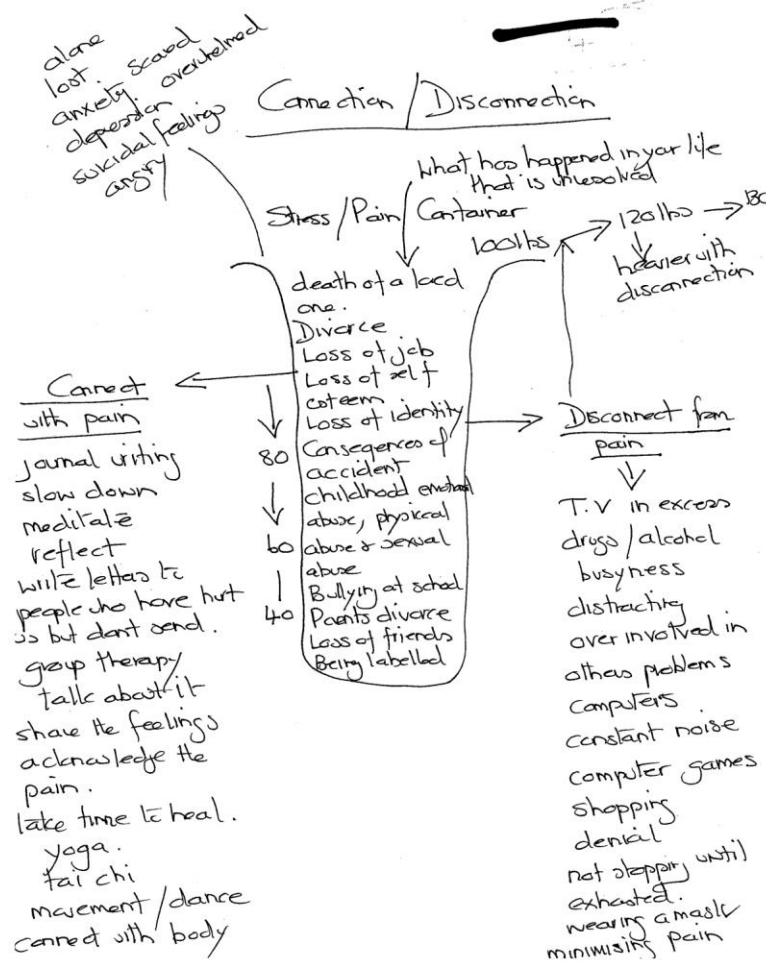 alone
lost. scared
anxiety overwhelmed
depression
suicidal feelings
angry
Connection / Disconnection
what has happened in your life
that is unresolved
Stress / Pain / Container
100lbs → 120lbs →
heavier with
disconnection
death of a loved
one.
Divorce
Loss of job
Loss of self
esteem
Loss of identity
Conseqences of
accident
childhood emotional
abuse, physical
abuse & sexual
abuse
Bullying at school
Parents divorce
Loss of friends
Being labelled
80
60
40
Connect
with pain
journal writing
slow down
meditate
reflect
write letters to
people who have hurt
us but dont send.
group therapy
talk about it
share the feelings
acknowledge the
pain.
take time to heal.
yoga.
tai chi
movement / dance
connect with body
Disconnect from
pain
T.V in excess
drugs / alcohol
busyness
distracting
over involved in
others problems
computers
constant noise
computer games
shopping
denial
not stopping until
exhausted.
wearing a mask
minimising pain